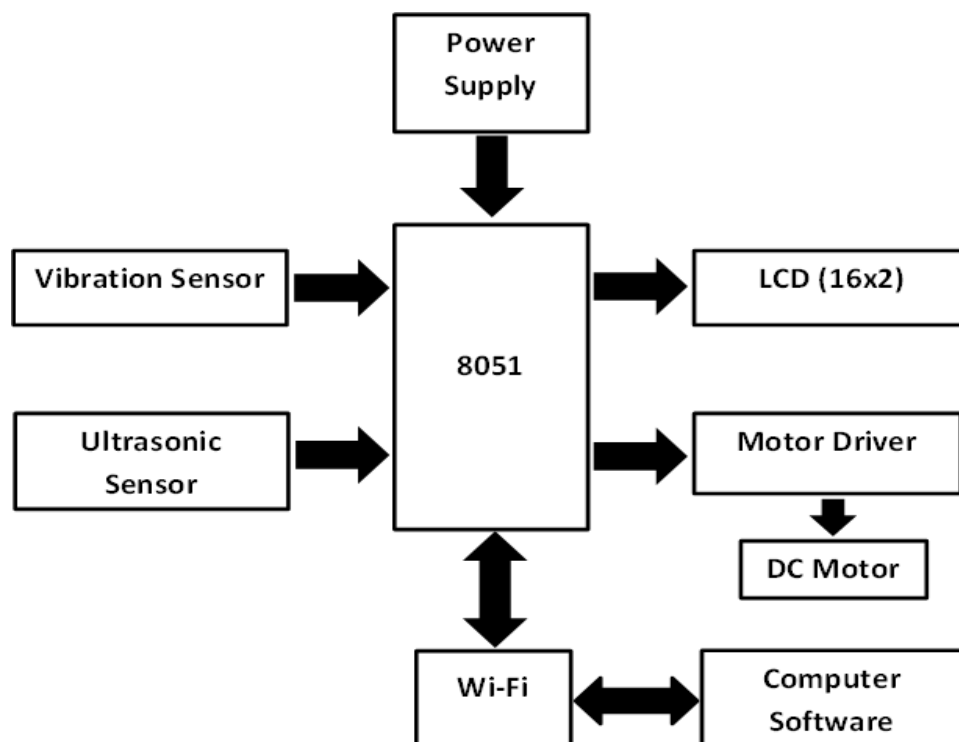 Power
Supply
Vibration Sensor
LCD (16x2)
8051
Ultrasonic
Sensor
Motor Driver
DC Motor
Wi-Fi
Computer
Software